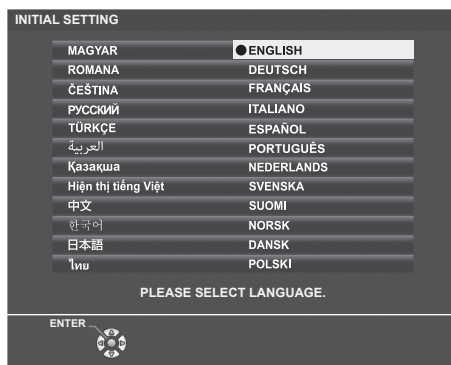 INITIAL SETTING
MAGYAR ENGLISH
ROMANA DEUTSCH
ČEŠTINA FRANÇAIS
РУССКИЙ ITALIANO
TÜRKÇE ESPAÑOL
العربية PORTUGUÊS
Қазақша NEDERLANDS
Hiện thị tiếng Việt SVENSKA
中文 SUOMI
한국어 NORSK
日本語 DANSK
ไทย POLSKI
PLEASE SELECT LANGUAGE.
ENTER